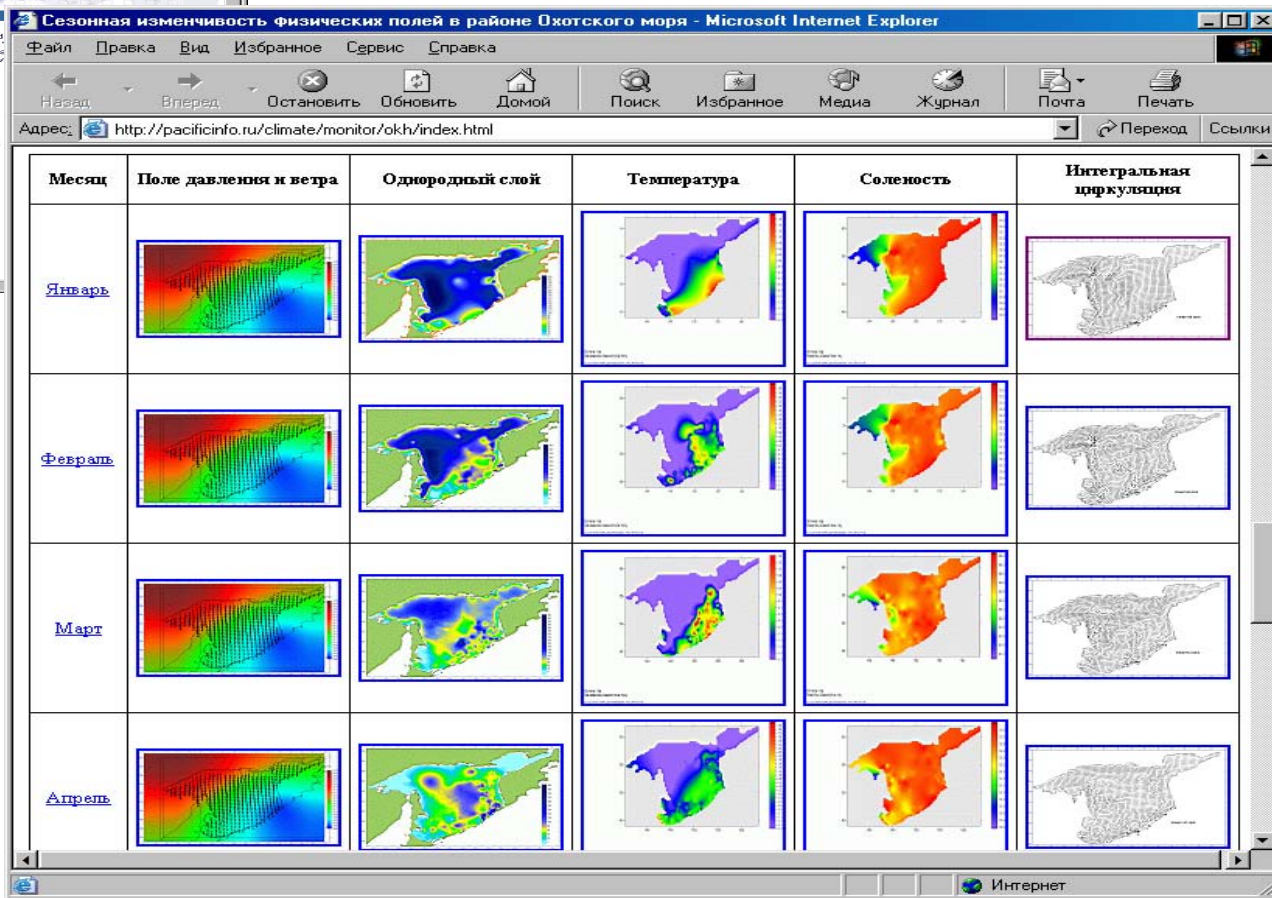 Сезонная изменчивость физических полей в районе Охотского моря - Microsoft Internet Explorer
Файл Правка Вид Избранное Сервис Справка
Назад Вперед Остановить Обновить Домой Поиск Избранное Медиа Журнал Почта Печать
Адрес: http://pacificinfo.ru/climate/monitor/okh/index.html Переход Ссылки
Месяц Поле давления и ветра Однородный слой Температура Соленость Интегральная
циркуляция
Январь
Февраль
Март
Апрель
Интернет